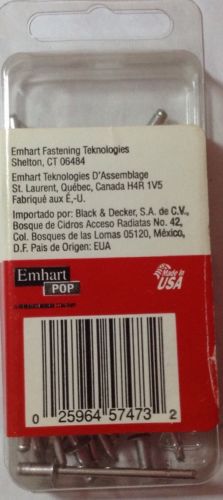 Emhart Fastening Teknologies
Shelton, CT 06484
Emhart Teknologies D'Assemblage
St. Laurent, Québec, Canada H4R 1V5
Fabriqué aux É,-U.
Importado por: Black & Decker, S.A. de C.V.,
Bosque de Cidros Acceso Radiatas No. 42,
Col. Bosques de las Lomas 05120, México,
D.F. Pais de Origen: EUA
Emhart
POP
Made In
USA
0 25964 57473 2